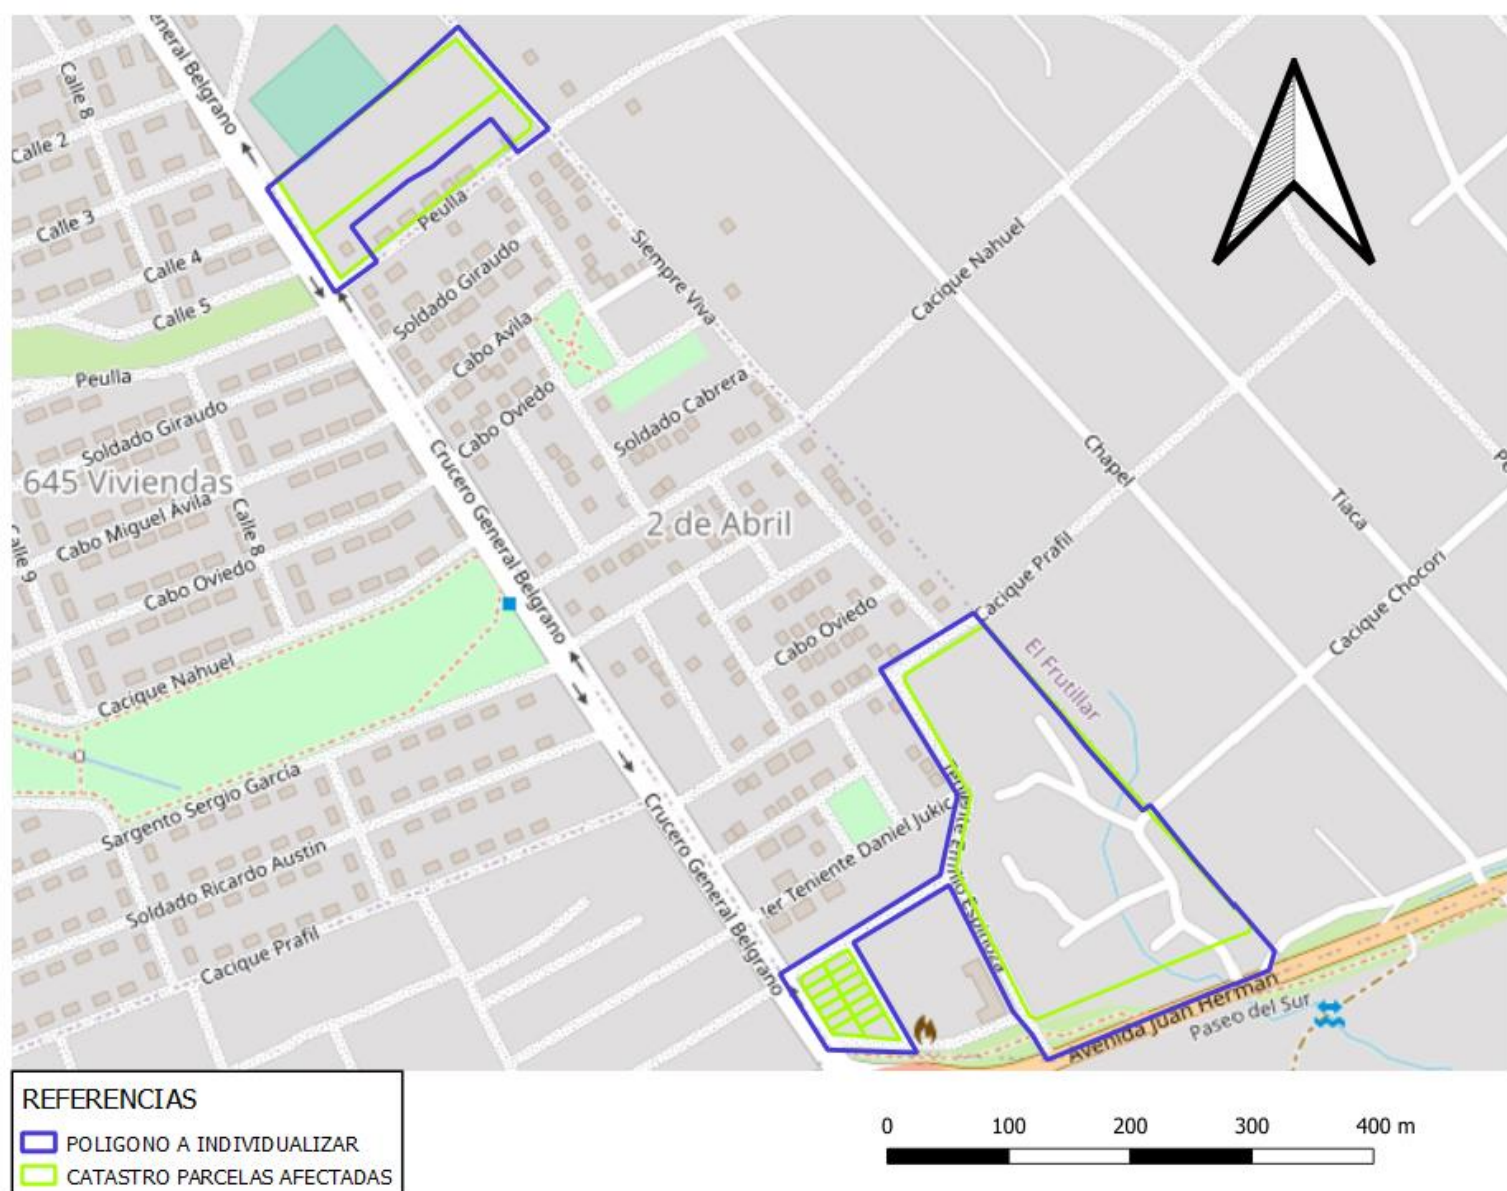 eneral Belgrano
Calle 8
Calle 2
Calle 3
Calle 4
Calle 5
Peulla
Peulla
Soldado Giraudo
Siempre Viva
Cacique Nahuel
Cabo Avila
Cabo Oviedo
Soldado Cabrera
Soldado Giraudo
645 Viviendas
Cabo Miguel Ávila
Calle 8
alle 9
Cabo Oviedo
Crucero General Belgrano
2 de Abril
Chapel
Tiaca
Cacique Prafil
Cacique Chocori
Cabo Oviedo
El Frutillar
Cacique Nahuel
Sargento Sergio García
Soldado Ricardo Austin
Cacique Prafil
Crucero General Belgrano
1er Teniente Daniel Jukic
Teniente Emilio Espinoza
Avenida Juan Herman
Paseo del Sur
REFERENCIAS
POLIGONO A INDIVIDUALIZAR
CATASTRO PARCELAS AFECTADAS
0 100 200 300 400 m